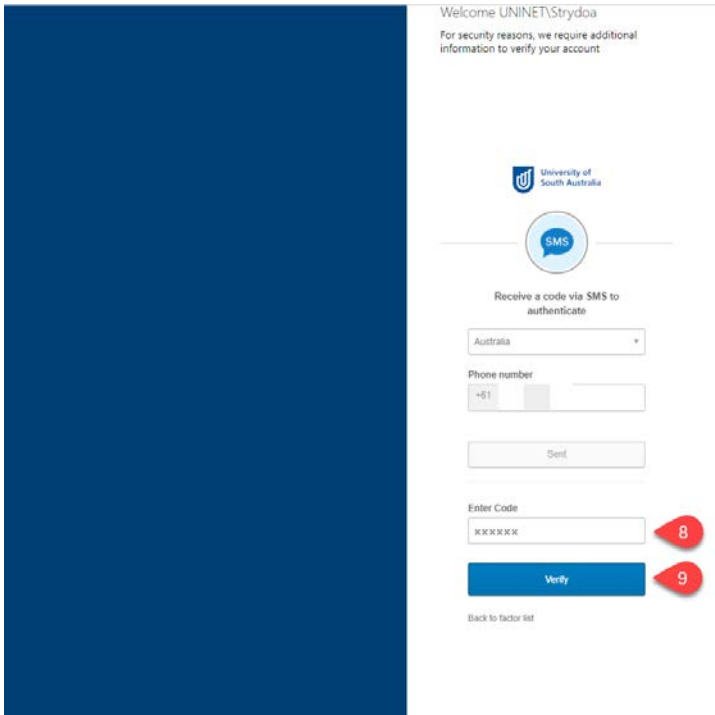 Welcome UNINET\Strydoa
For security reasons, we require additional
information to verify your account
University of
South Australia
SMS
Receive a code via SMS to
authenticate
Australia
Phone number
+61
Sent
Enter Code
xxxxxx
8
Verify
9
Back to factor list